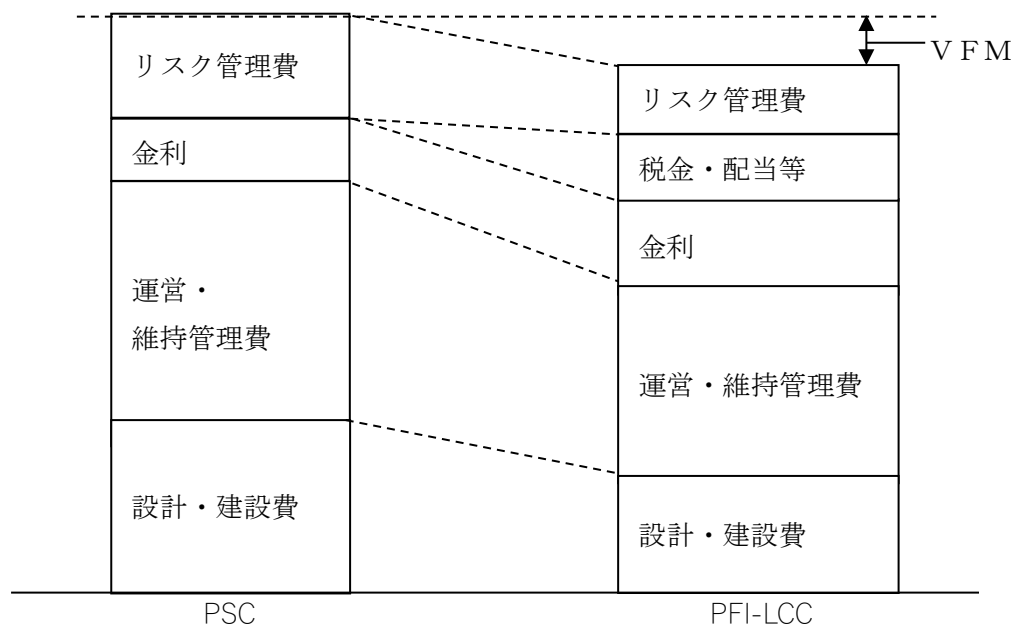 リスク管理費
金利
運営・
維持管理費
設計・建設費
PSC
ＶＦＭ
リスク管理費
税金・配当等
金利
運営・維持管理費
設計・建設費
PFI-LCC